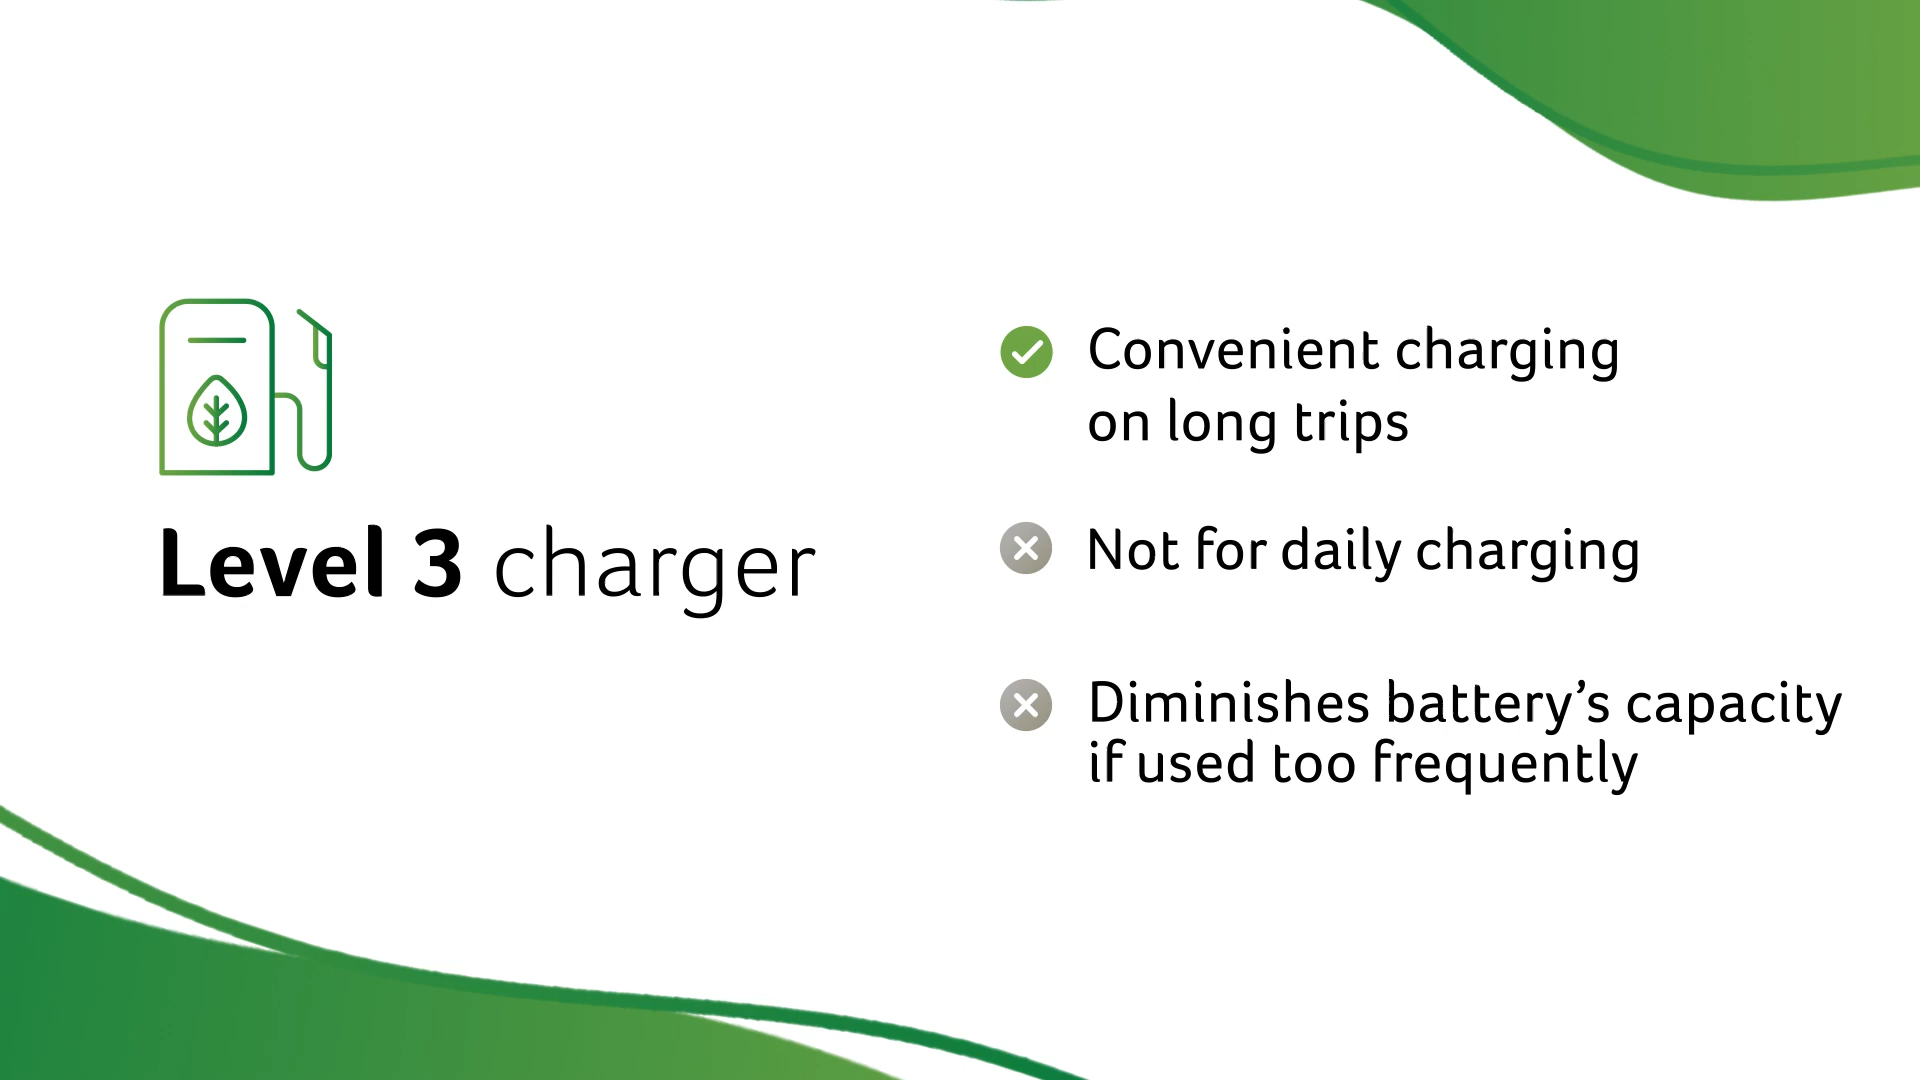 Level 3 charger
Convenient charging
on long trips
Not for daily charging
Diminishes battery’s capacity
if used too frequently